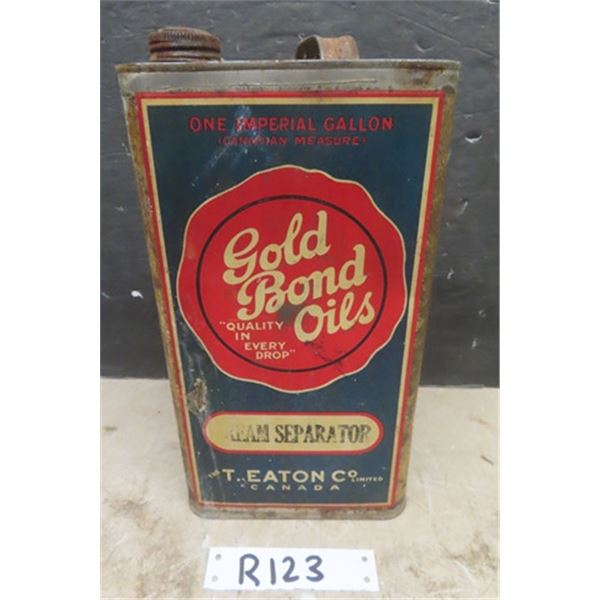 ONE IMPERIAL GALLON
(CANADIAN MEASURE)
Gold
Bond
Oils
"QUALITY
IN
EVERY
DROP"
SEPARATOR
THE T. EATON CO LIMITED
CANADA
R123